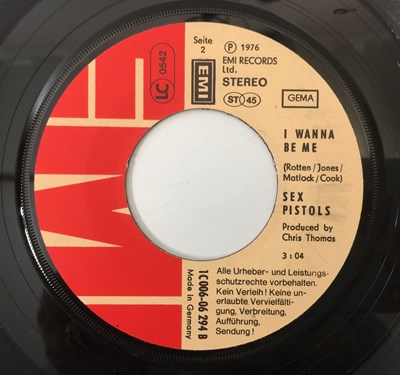 EMI
LC 0542
EMI
Seite
2
℗ 1976
EMI RECORDS
Ltd.
STEREO
ST 45
GEMA
I WANNA
BE ME
(Rotten/Jones/
Matlock/Cook)
SEX
PISTOLS
Produced by
Chris Thomas
3:04
Alle Urheber- und Leistungs-
schutzrechte vorbehalten.
Kein Verleih! Keine un-
erlaubte Vervielfälti-
gung, Verbreitung,
Aufführung,
Sendung!
1C 006-06 294 B
Made in Germany